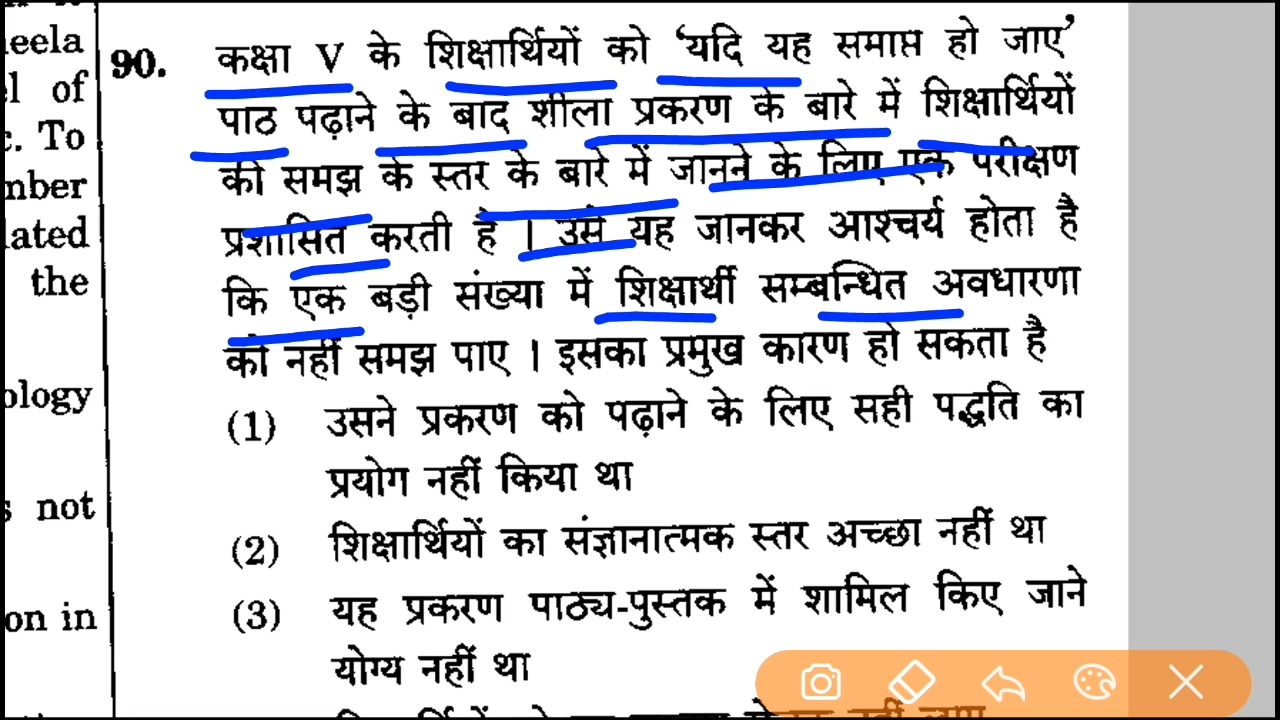 eela
90. कक्षा V के शिक्षार्थियों को ‘यदि यह समाप्त हो जाए’
l of
पाठ पढ़ाने के बाद शीला प्रकरण के बारे में शिक्षार्थियों
c. To
की समझ के स्तर के बारे में जानने के लिए एक परीक्षण
mber
प्रशासित करती है । उसे यह जानकर आश्चर्य होता है
lated
कि एक बड़ी संख्या में शिक्षार्थी सम्बन्धित अवधारणा
the
को नहीं समझ पाए । इसका प्रमुख कारण हो सकता है
ology
(1) उसने प्रकरण को पढ़ाने के लिए सही पद्धति का
प्रयोग नहीं किया था
s not
(2) शिक्षार्थियों का संज्ञानात्मक स्तर अच्छा नहीं था
(3) यह प्रकरण पाठ्य-पुस्तक में शामिल किए जाने
on in
योग्य नहीं था